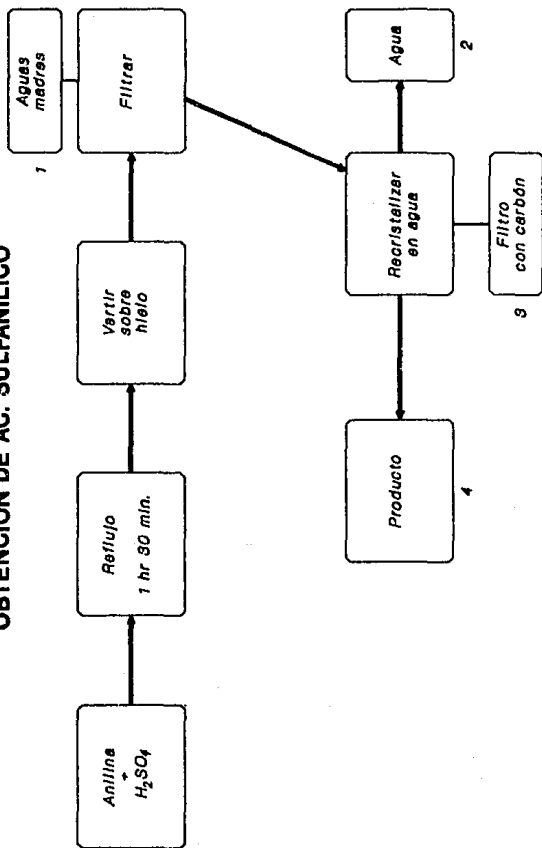 OBTENCION DE AC. SULFANILICO
Anilina
+
H₂SO₄
Reflujo
1 hr 30 min.
Vertir
sobre
hielo
Filtrar
Aguas
madres
1
Recristalizar
en agua
Agua
2
Filtro
con carbón
3
Producto
4